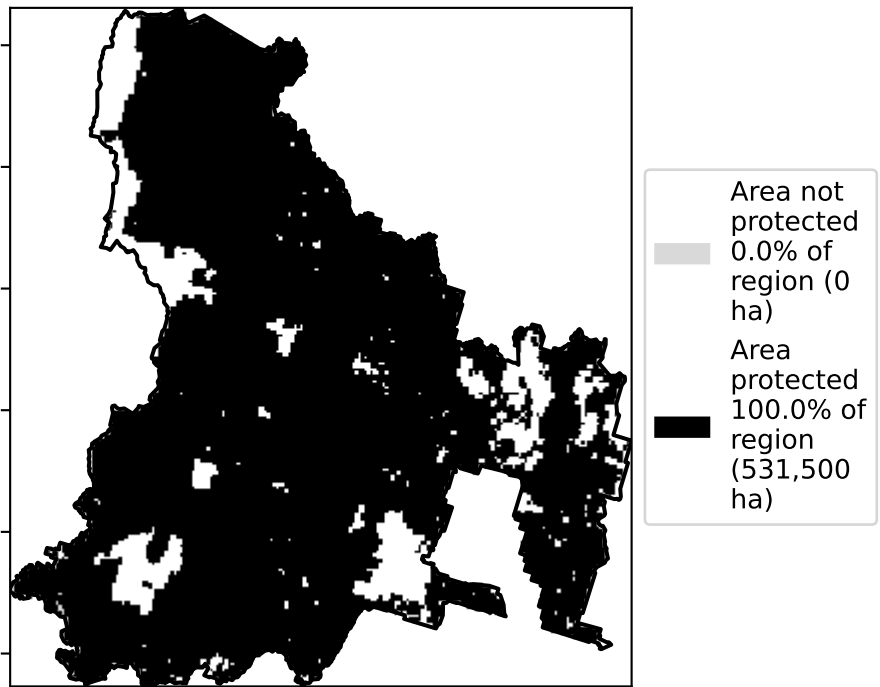 Area not
protected
0.0% of
region (0
ha)
Area
protected
100.0% of
region
(531,500
ha)